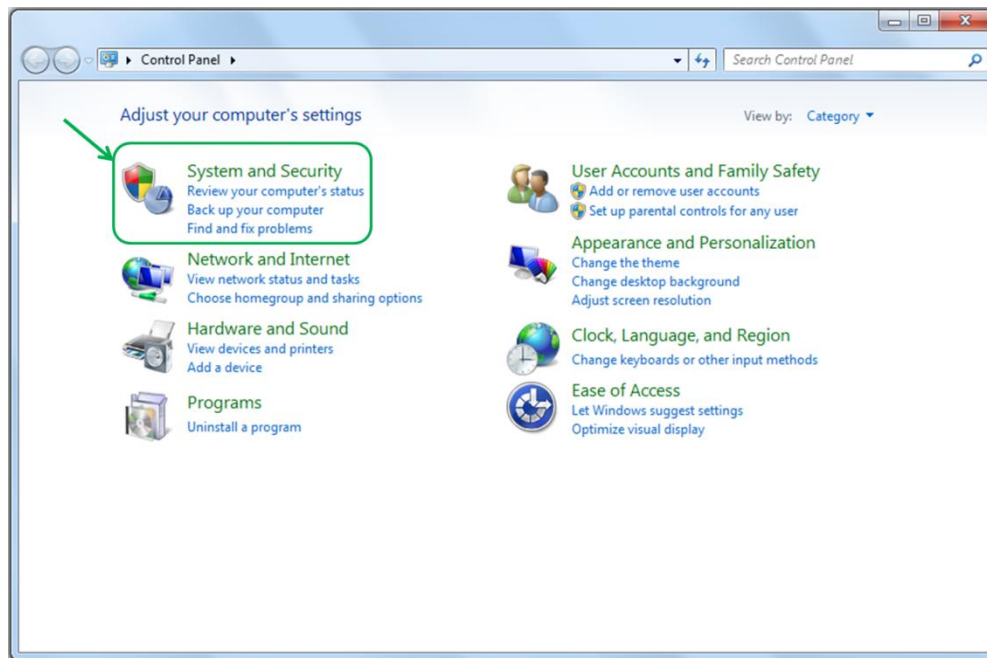 Control Panel
Search Control Panel
Adjust your computer's settings
View by: Category
System and Security
Review your computer's status
Back up your computer
Find and fix problems
Network and Internet
View network status and tasks
Choose homegroup and sharing options
Hardware and Sound
View devices and printers
Add a device
Programs
Uninstall a program
User Accounts and Family Safety
Add or remove user accounts
Set up parental controls for any user
Appearance and Personalization
Change the theme
Change desktop background
Adjust screen resolution
Clock, Language, and Region
Change keyboards or other input methods
Ease of Access
Let Windows suggest settings
Optimize visual display